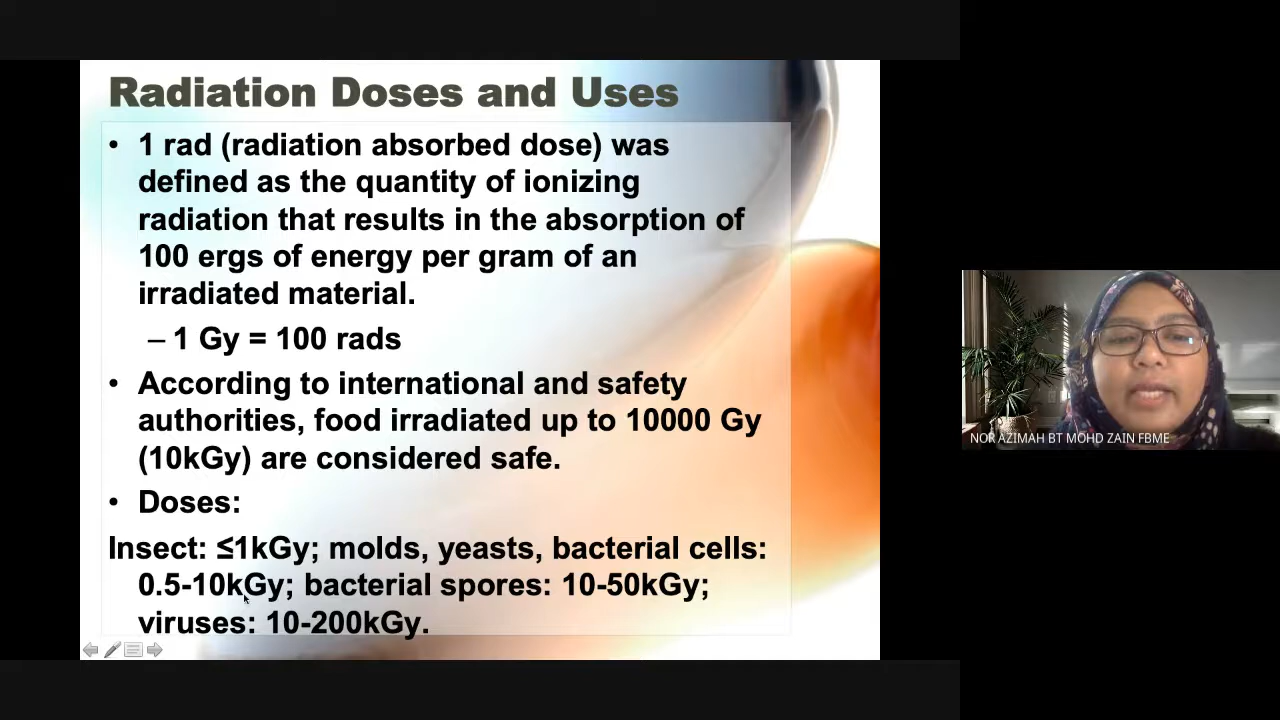 Radiation Doses and Uses
• 1 rad (radiation absorbed dose) was
defined as the quantity of ionizing
radiation that results in the absorption of
100 ergs of energy per gram of an
irradiated material.
– 1 Gy = 100 rads
• According to international and safety
authorities, food irradiated up to 10000 Gy
(10kGy) are considered safe.
• Doses:
Insect: ≤1kGy; molds, yeasts, bacterial cells:
0.5-10kGy; bacterial spores: 10-50kGy;
viruses: 10-200kGy.
NOR AZIMAH BT MOHD ZAIN FBME